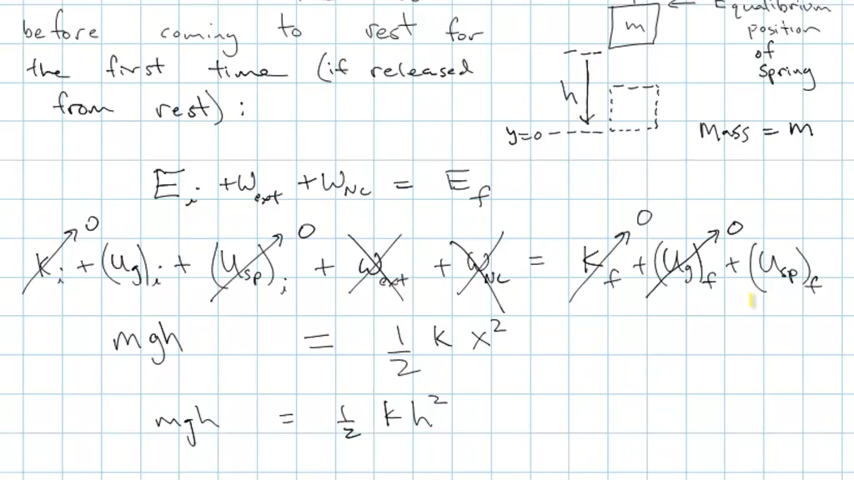 Equilibrium
before coming to rest for
m
position
of
the first time (if released
Spring
h
from rest):
y=0
Mass = m
E_i + W_ext + W_NC = E_f
0 0 0 0
K_i + (U_g)_i + (U_sp)_i + W_ext + W_NC = K_f + (U_g)_f + (U_sp)_f
mgh = 1/2 k x²
mgh = 1/2 k h²